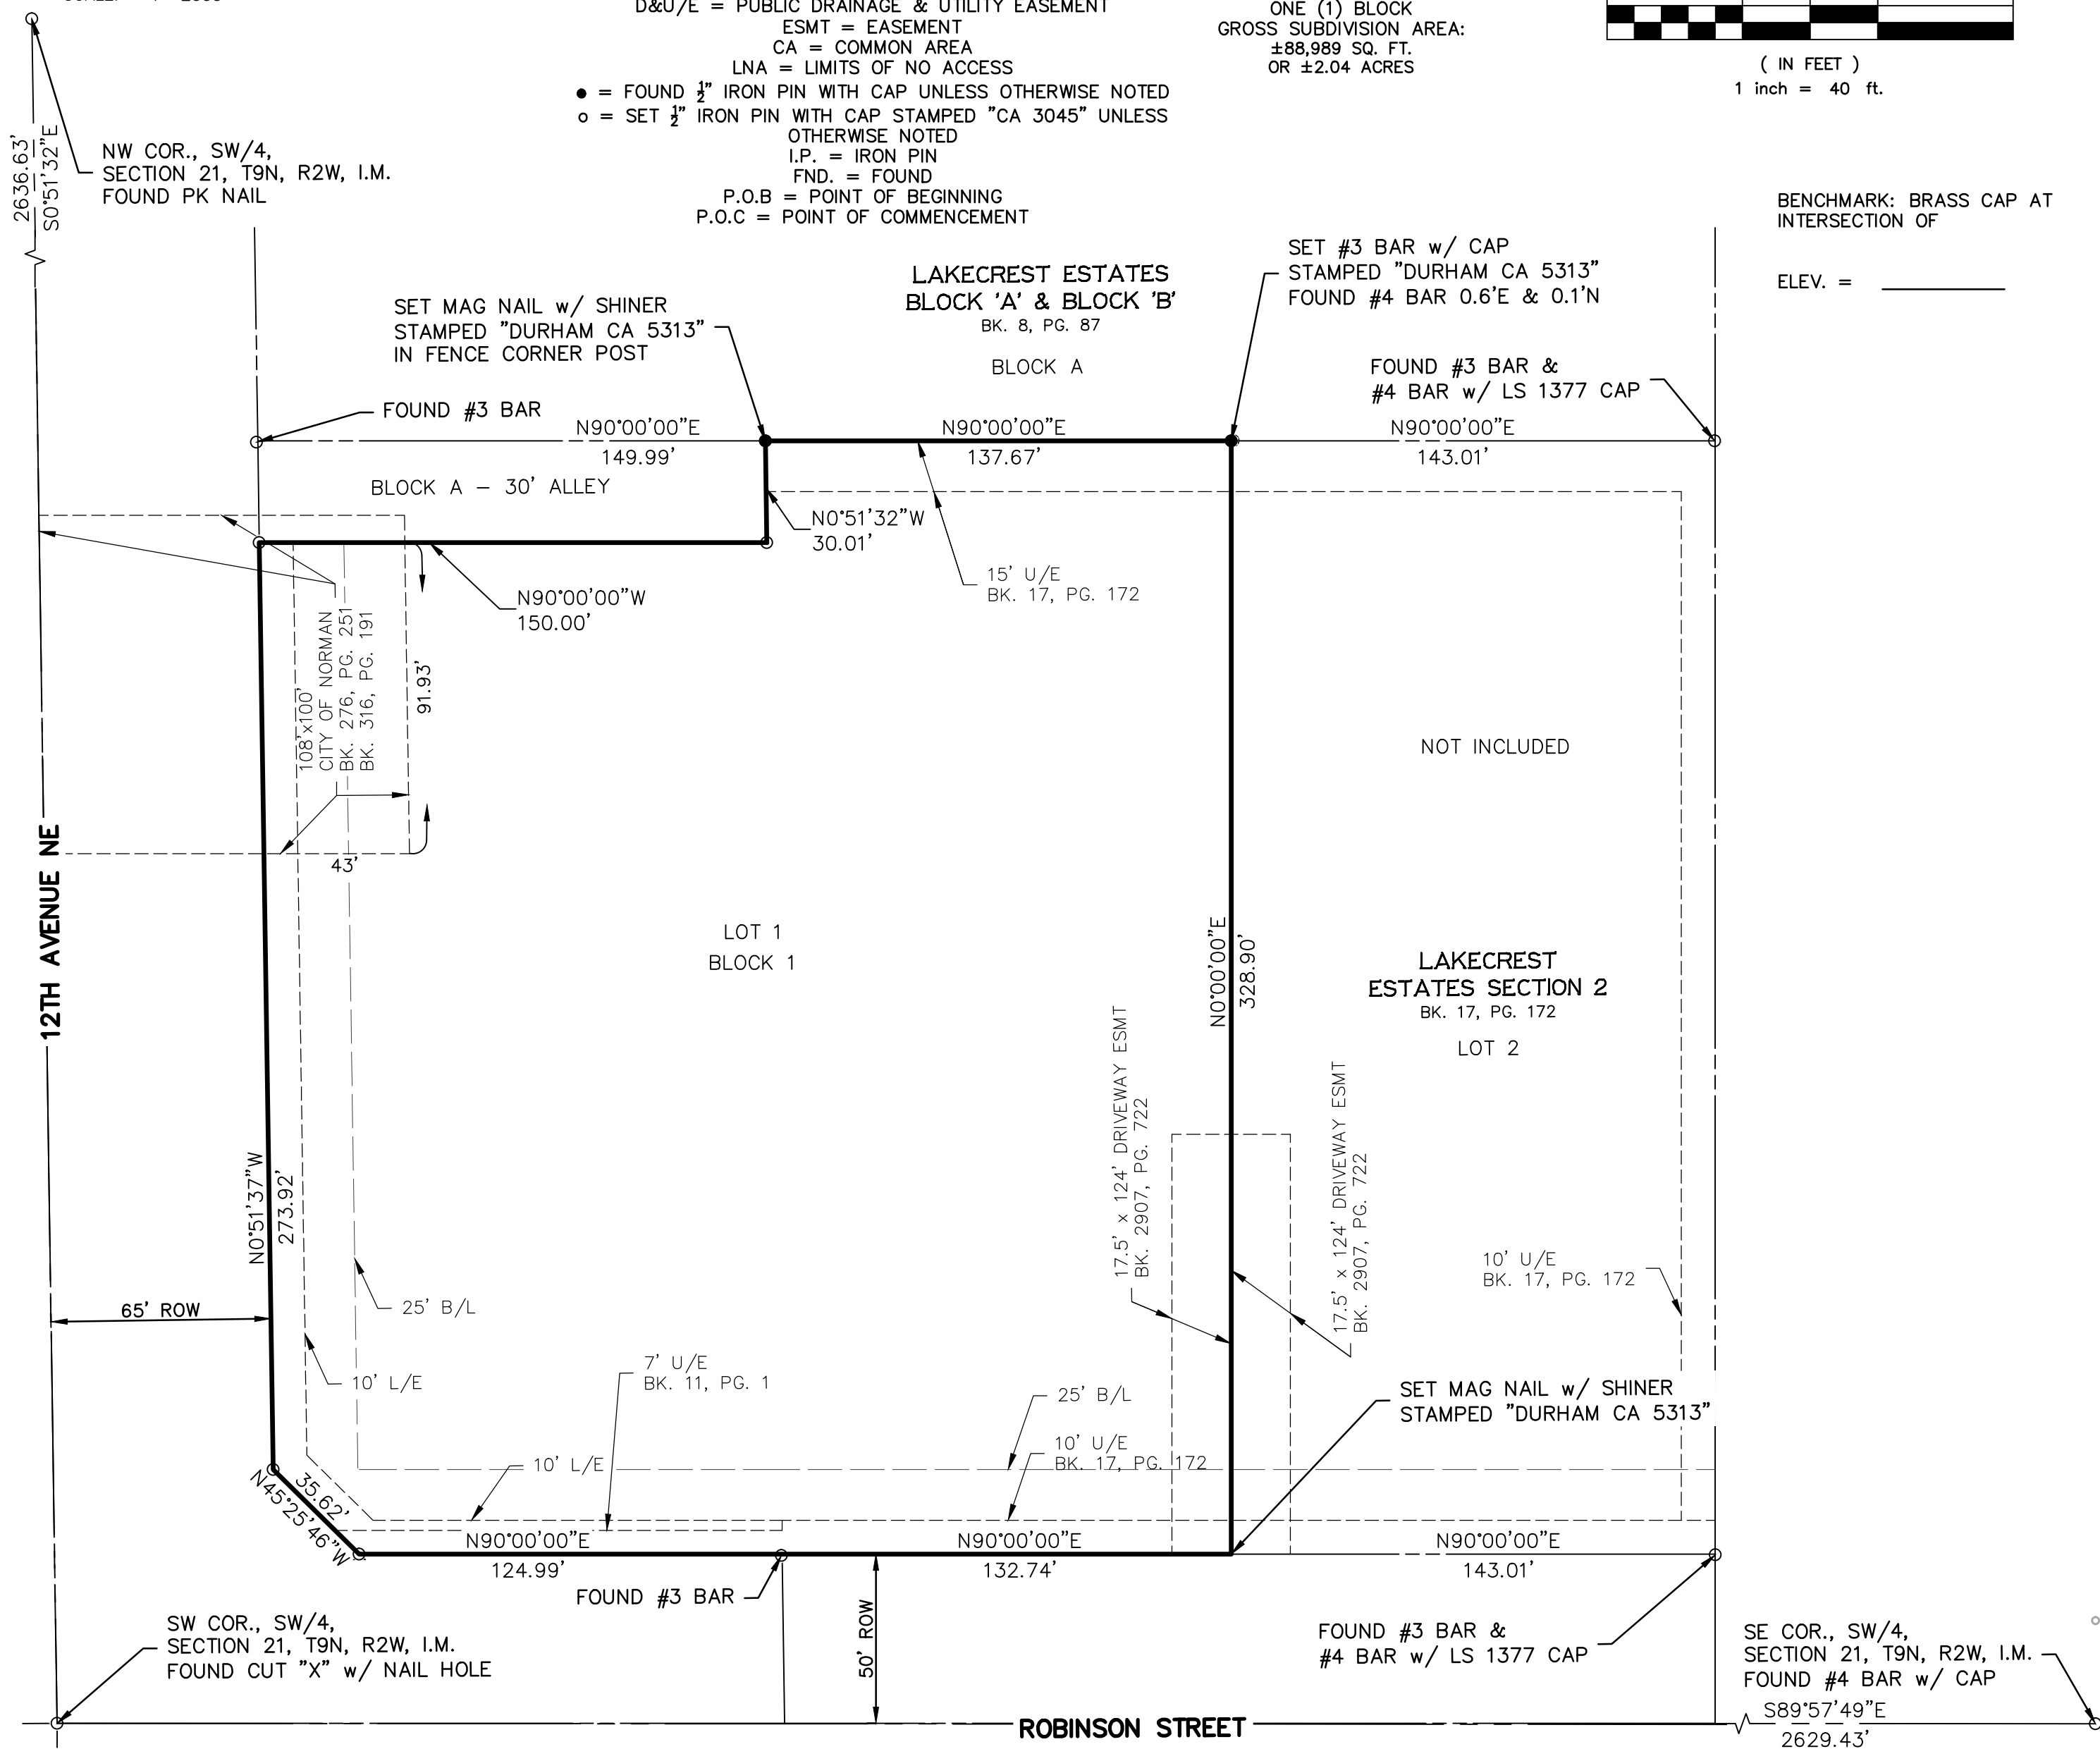 D&U/E = PUBLIC DRAINAGE & UTILITY EASEMENT
ESMT = EASEMENT
CA = COMMON AREA
LNA = LIMITS OF NO ACCESS
● = FOUND ½" IRON PIN WITH CAP UNLESS OTHERWISE NOTED
○ = SET ½" IRON PIN WITH CAP STAMPED "CA 3045" UNLESS
OTHERWISE NOTED
I.P. = IRON PIN
FND. = FOUND
P.O.B = POINT OF BEGINNING
P.O.C = POINT OF COMMENCEMENT
ONE (1) BLOCK
GROSS SUBDIVISION AREA:
±88,989 SQ. FT.
OR ±2.04 ACRES
( IN FEET )
1 inch = 40 ft.
2636.63'
S0°51'32"E
NW COR., SW/4,
SECTION 21, T9N, R2W, I.M.
FOUND PK NAIL
BENCHMARK: BRASS CAP AT
INTERSECTION OF
ELEV. = ________
SET MAG NAIL w/ SHINER
STAMPED "DURHAM CA 5313"
IN FENCE CORNER POST
LAKECREST ESTATES
BLOCK 'A' & BLOCK 'B'
BK. 8, PG. 87
BLOCK A
SET #3 BAR w/ CAP
STAMPED "DURHAM CA 5313"
FOUND #4 BAR 0.6'E & 0.1'N
FOUND #3 BAR &
#4 BAR w/ LS 1377 CAP
FOUND #3 BAR
N90°00'00"E
149.99'
N90°00'00"E
137.67'
N90°00'00"E
143.01'
BLOCK A - 30' ALLEY
N0°51'32"W
30.01'
15' U/E
BK. 17, PG. 172
N90°00'00"W
150.00'
108'x100'
CITY OF NORMAN
BK. 276, PG. 251
BK. 316, PG. 191
91.93'
43'
NOT INCLUDED
12TH AVENUE NE
LOT 1
BLOCK 1
N0°00'00"E
328.90'
LAKECREST
ESTATES SECTION 2
BK. 17, PG. 172
LOT 2
17.5' x 124' DRIVEWAY ESMT
BK. 2907, PG. 722
17.5' x 124' DRIVEWAY ESMT
BK. 2907, PG. 722
N0°51'37"W
273.92'
65' ROW
25' B/L
10' L/E
10' U/E
BK. 17, PG. 172
7' U/E
BK. 11, PG. 1
25' B/L
10' U/E
BK. 17, PG. 172
10' L/E
SET MAG NAIL w/ SHINER
STAMPED "DURHAM CA 5313"
35.62'
N45°25'46"W
N90°00'00"E
124.99'
N90°00'00"E
132.74'
N90°00'00"E
143.01'
FOUND #3 BAR
50' ROW
SW COR., SW/4,
SECTION 21, T9N, R2W, I.M.
FOUND CUT "X" w/ NAIL HOLE
FOUND #3 BAR &
#4 BAR w/ LS 1377 CAP
SE COR., SW/4,
SECTION 21, T9N, R2W, I.M.
FOUND #4 BAR w/ CAP
ROBINSON STREET
S89°57'49"E
2629.43'